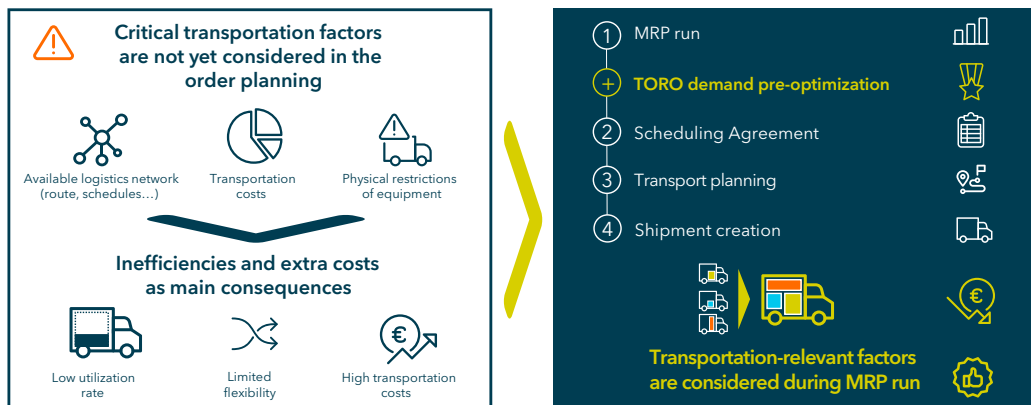 Critical transportation factors
are not yet considered in the
order planning
Available logistics network
(route, schedules...)
Transportation
costs
Physical restrictions
of equipment
Inefficiencies and extra costs
as main consequences
€
Low utilization
rate
Limited
flexibility
High transportation
costs
1 MRP run
+ TORO demand pre-optimization
2 Scheduling Agreement
3 Transport planning
4 Shipment creation
€
Transportation-relevant factors
are considered during MRP run